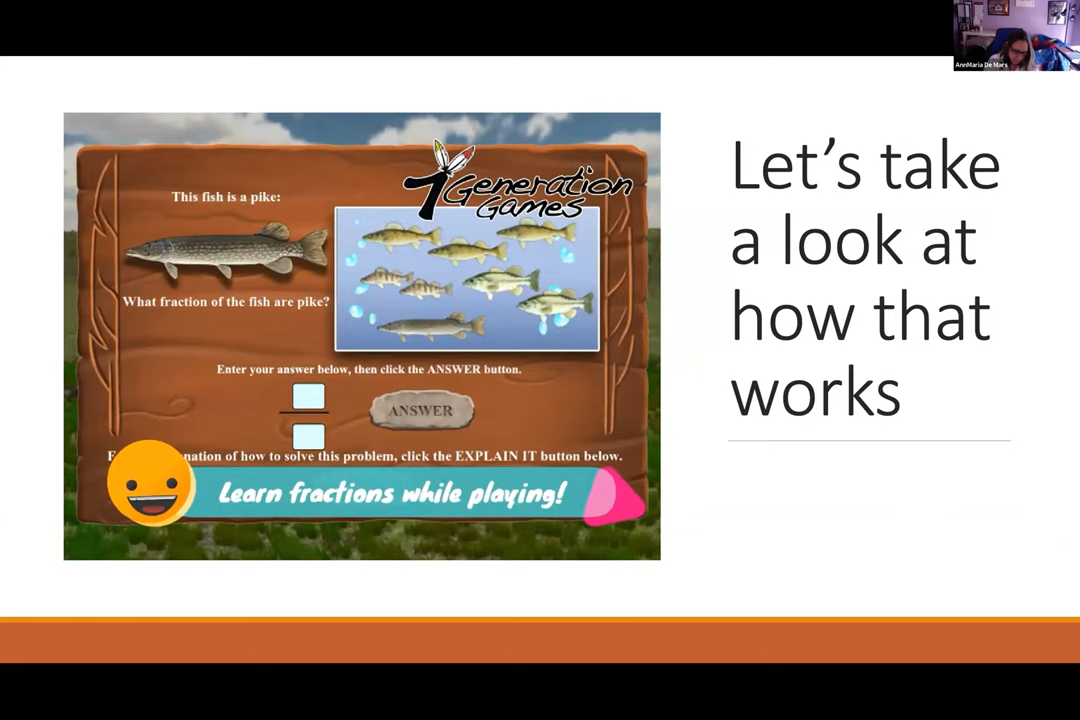 AnnMaria De Mars
7 Generation
Games
This fish is a pike:
What fraction of the fish are pike?
Enter your answer below, then click the ANSWER button.
ANSWER
nation of how to solve this problem, click the EXPLAIN IT button below.
Learn fractions while playing!
Let's take
a look at
how that
works